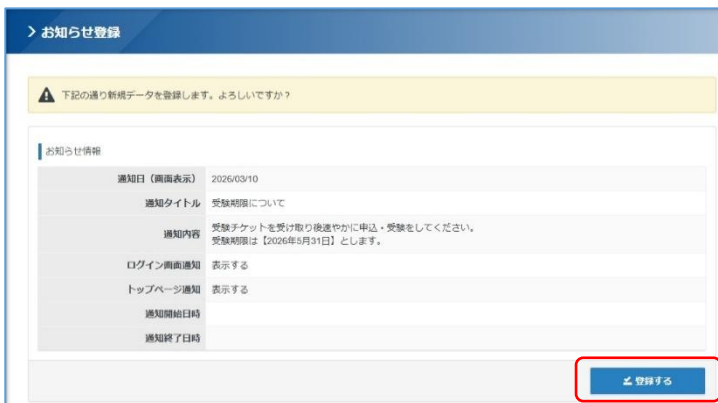 お知らせ登録
下記の通り新規データを登録します。よろしいですか？
お知らせ情報
通知日（画面表示） 2026/03/10
通知タイトル 受験期限について
通知内容 受験チケットを受け取り後速やかに申込・受験をしてください。
受験期限は【2026年5月31日】とします。
ログイン画面通知 表示する
トップページ通知 表示する
通知開始日時
通知終了日時
登録する